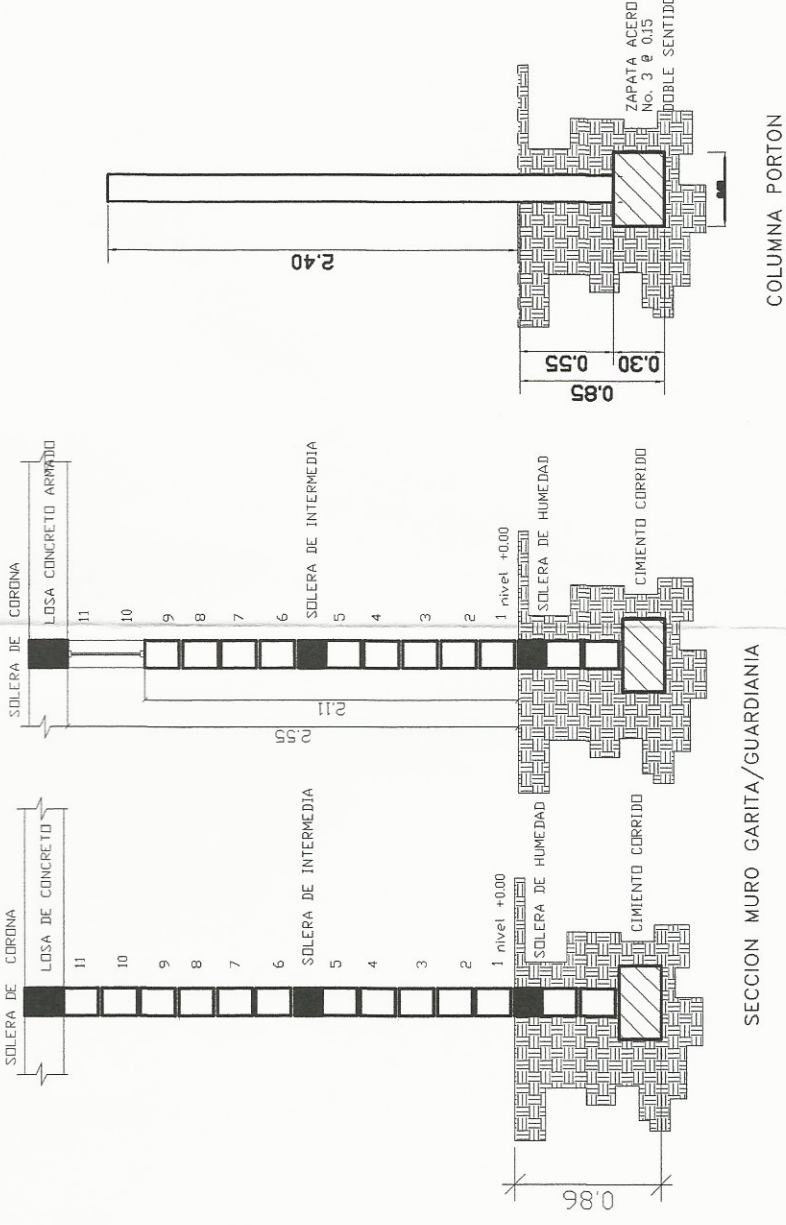 SOLERA DE CORONA
LOSA DE CONCRETO
11
10
9
8
7
6
SOLERA DE INTERMEDIA
5
4
3
2
1 nivel +0.00
SOLERA DE HUMEDAD
CIMIENTO CORRIDO
0.86
SOLERA DE CORONA
LOSA CONCRETO ARMADO
11
10
9
8
7
6
SOLERA DE INTERMEDIA
5
4
3
2
1 nivel +0.00
SOLERA DE HUMEDAD
CIMIENTO CORRIDO
2.11
2.55
SECCION MURO GARITA/GUARDIANIA
2.40
0.55
0.30
0.85
ZAPATA ACERO
No. 3 @ 0.15
DOBLE SENTIDO
COLUMNA PORTON